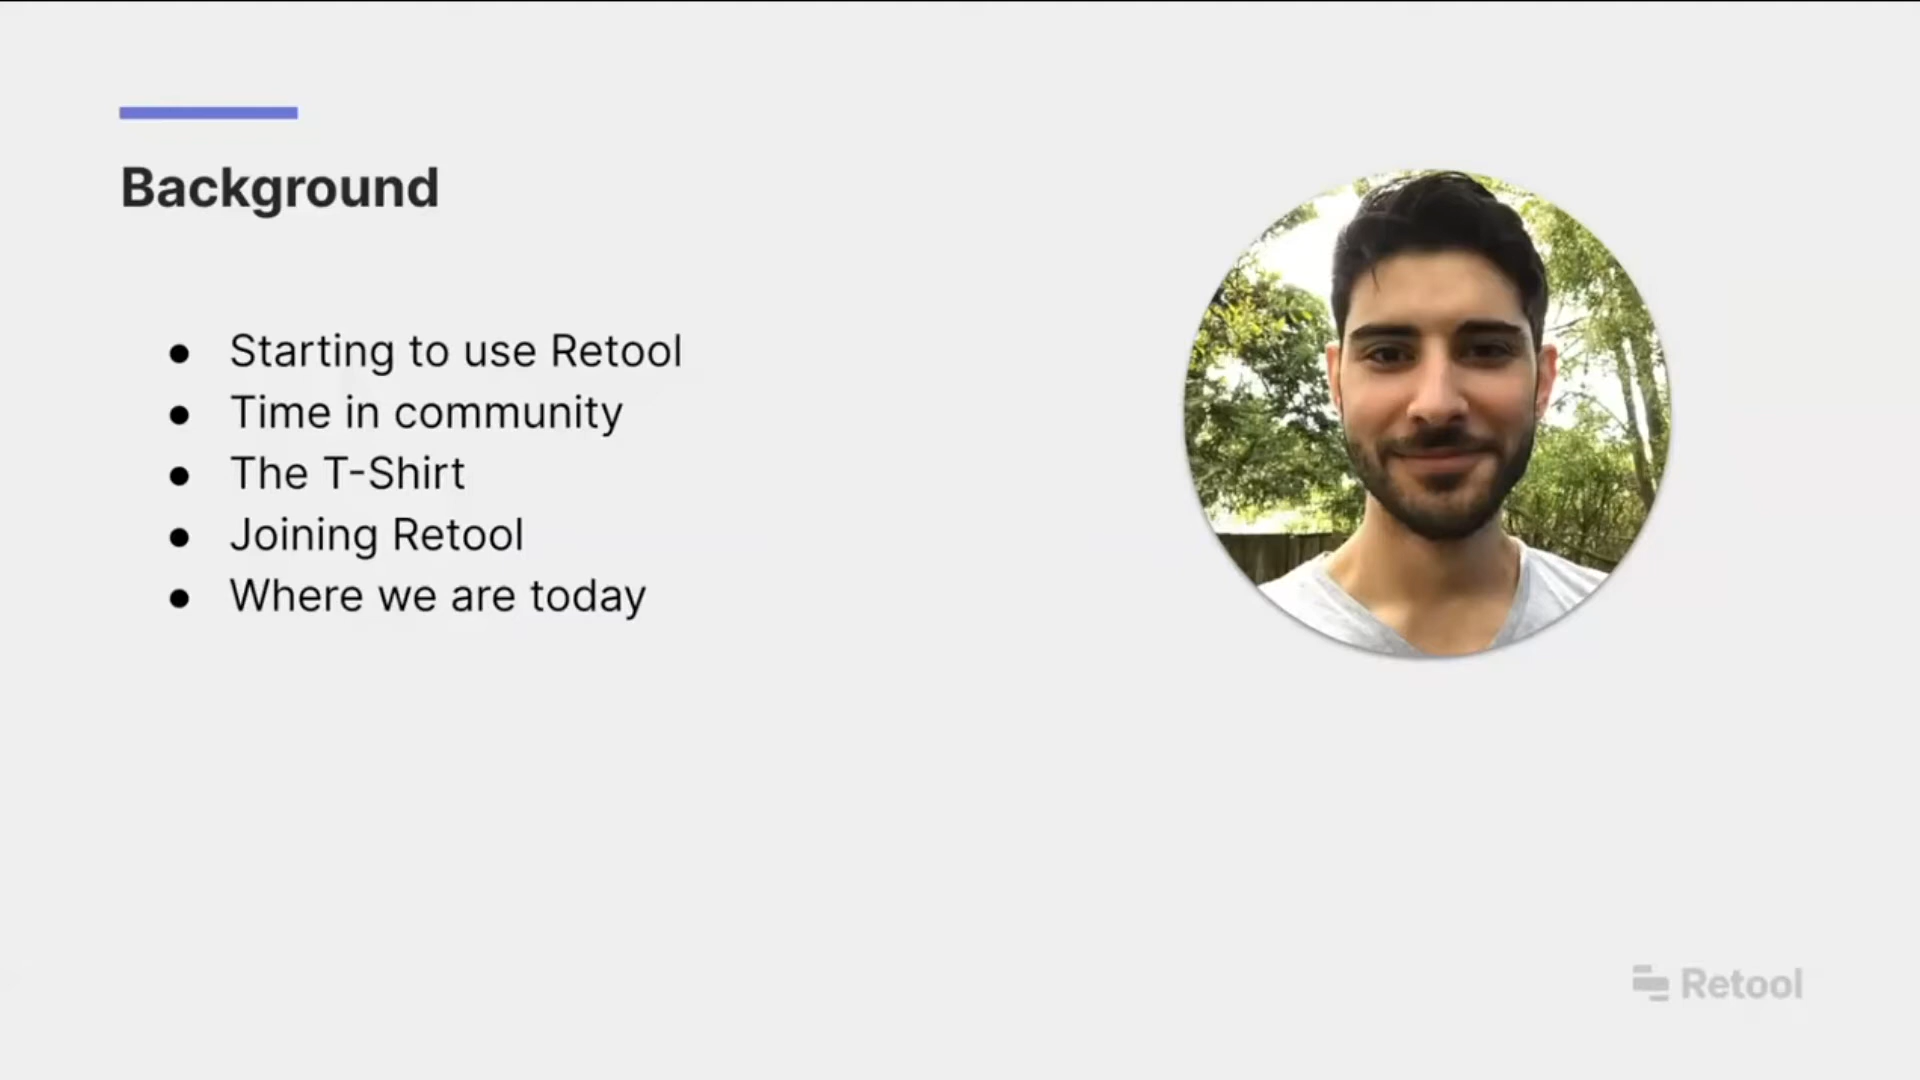 Background
● Starting to use Retool
● Time in community
● The T-Shirt
● Joining Retool
● Where we are today
Retool